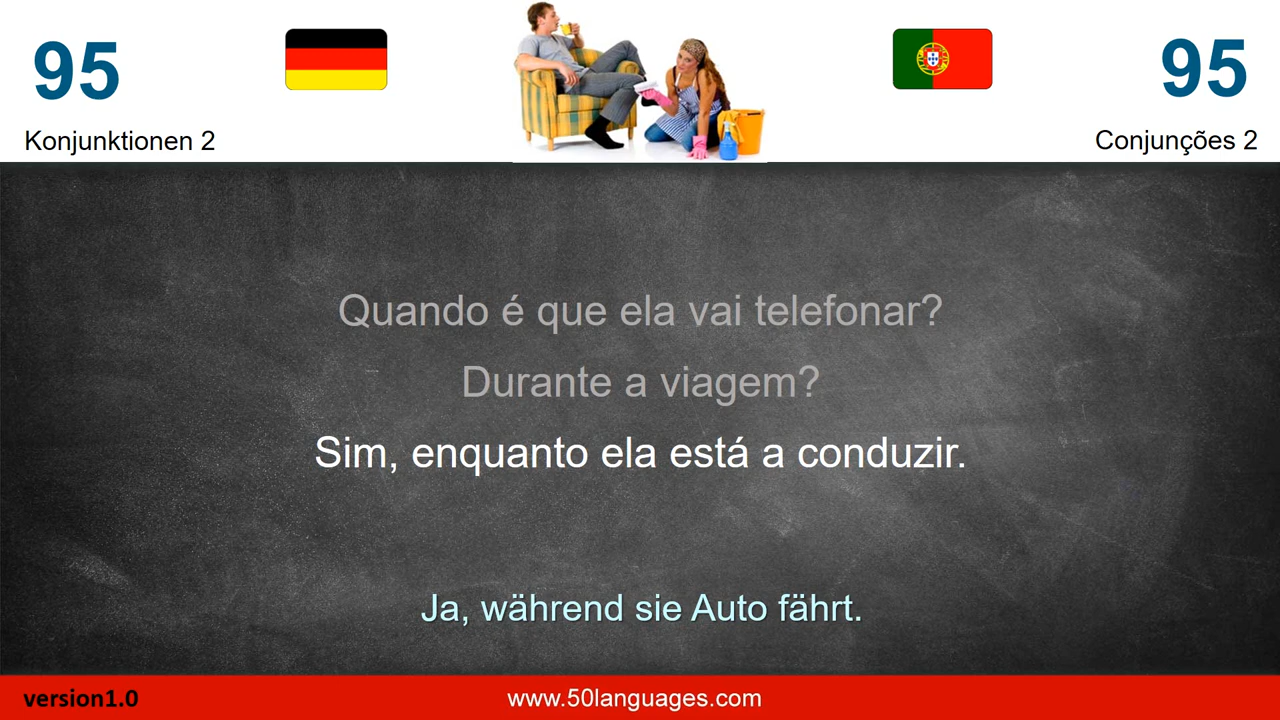 95
95
Konjunktionen 2
Conjunções 2
Quando é que ela vai telefonar?
Durante a viagem?
Sim, enquanto ela está a conduzir.
Ja, während sie Auto fährt.
version1.0
www.50languages.com